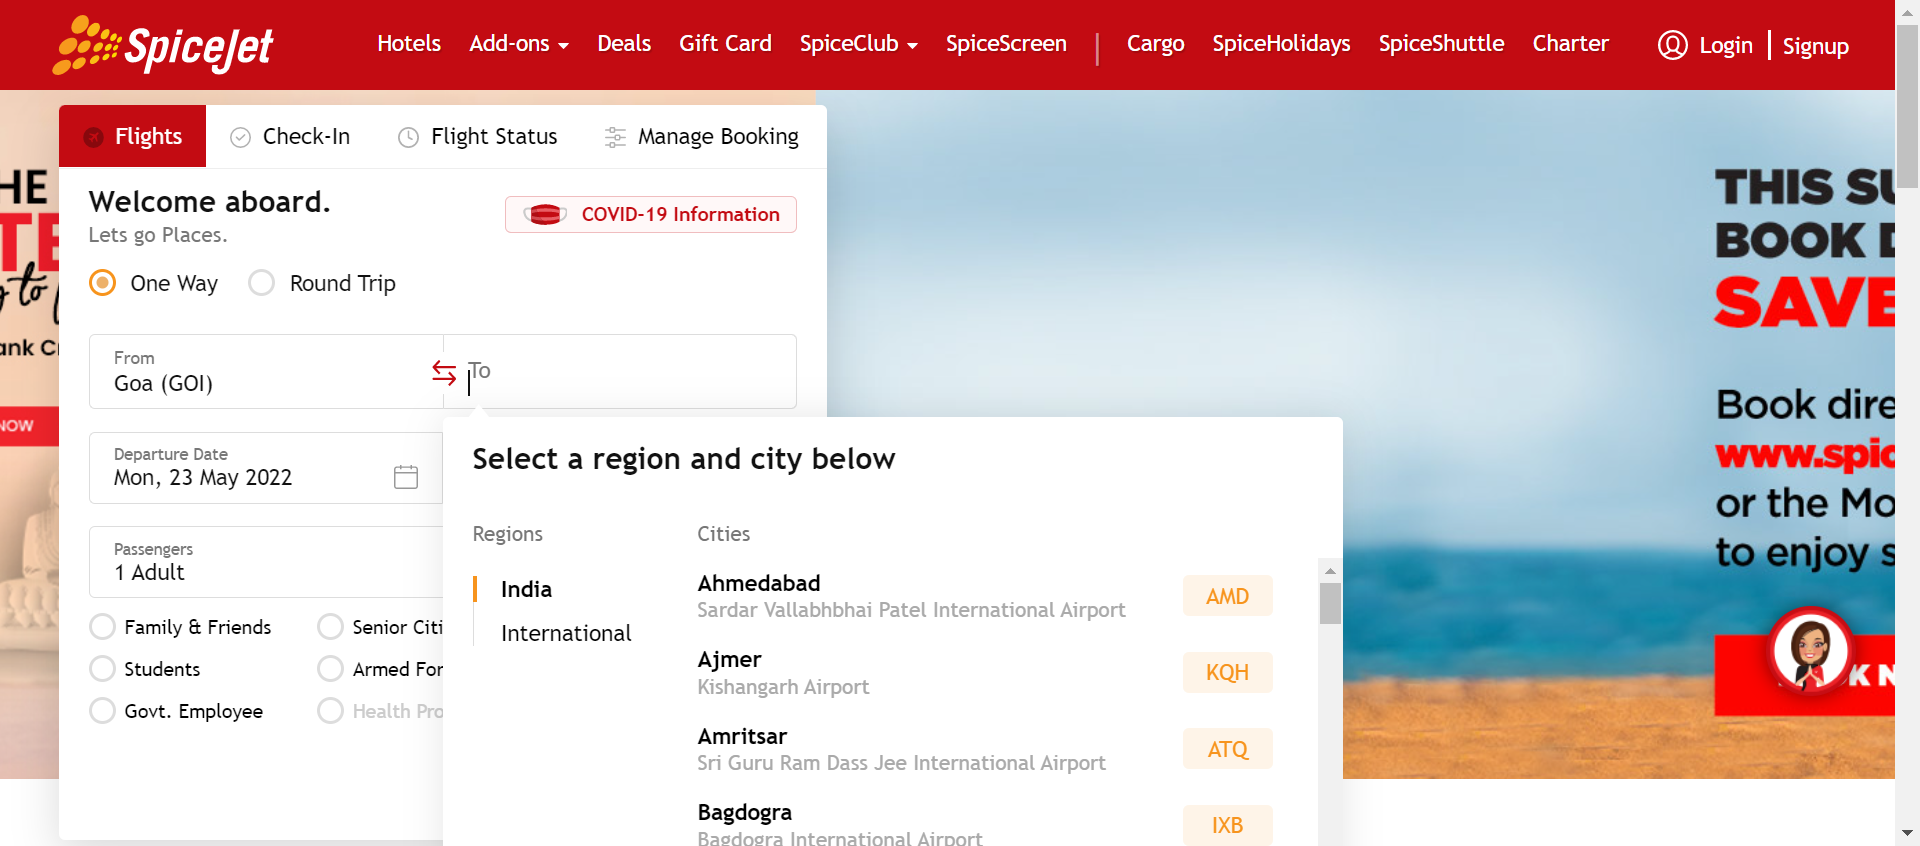 SpiceJet
Hotels Add-ons Deals Gift Card SpiceClub SpiceScreen Cargo SpiceHolidays SpiceShuttle Charter Login Signup
Flights Check-In Flight Status Manage Booking
Welcome aboard.
COVID-19 Information
Lets go Places.
One Way Round Trip
From
Goa (GOI)
To
Departure Date
Mon, 23 May 2022
Passengers
1 Adult
Family & Friends Senior Citi
Students Armed For
Govt. Employee Health Pro
Select a region and city below
Regions
India
International
Cities
Ahmedabad
Sardar Vallabhbhai Patel International Airport
AMD
Ajmer
Kishangarh Airport
KQH
Amritsar
Sri Guru Ram Dass Jee International Airport
ATQ
Bagdogra
Bagdogra International Airport
IXB
HE
TE
g to
ank C
NOW
THIS SU
BOOK D
SAVE
Book dire
www.spic
or the Mo
to enjoy s
K N